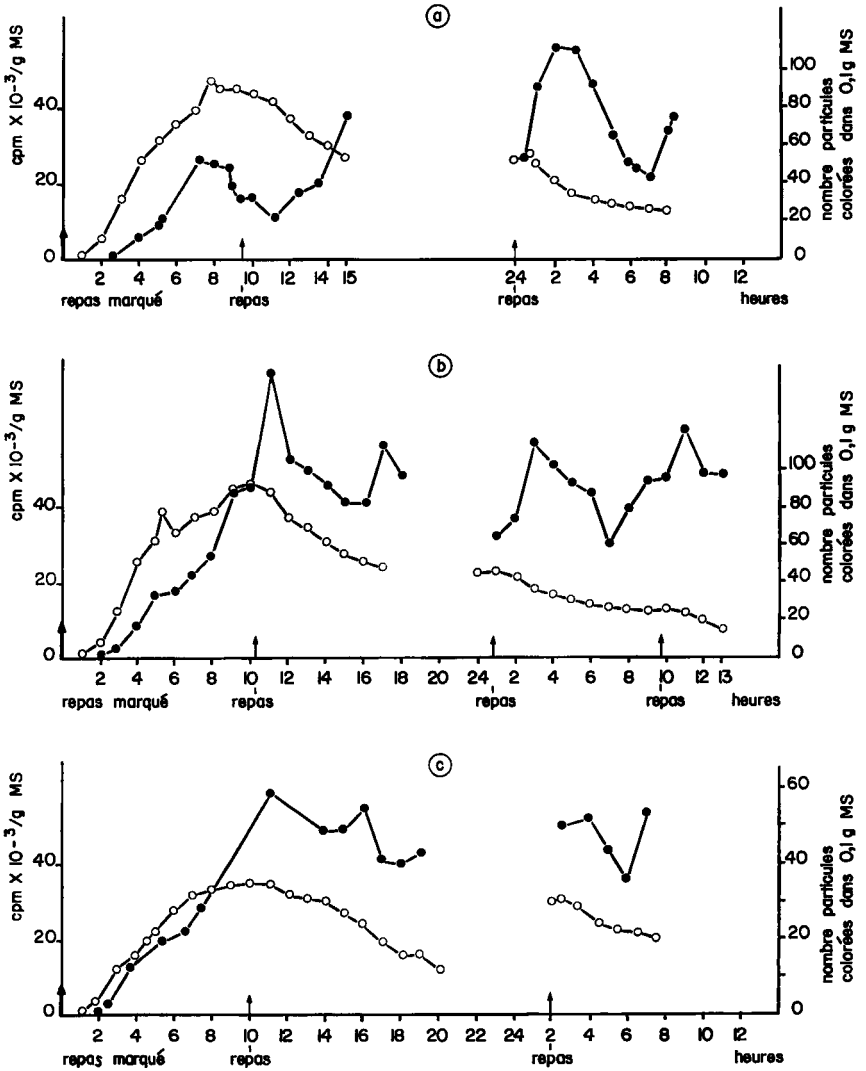 a
cpm X 10⁻³/g MS
40
20
0
100
80
60
40
20
0
nombre particules
colorées dans 0,1g MS
2 4 6 8 10 12 14 15 24 2 4 6 8 10 12
repas marqué repas repas heures
b
cpm X 10⁻³/g MS
40
20
0
100
80
60
40
20
0
nombre particules
colorées dans 0,1g MS
2 4 6 8 10 12 14 16 18 20 24 2 4 6 8 10 12 13
repas marqué repas repas repas heures
c
cpm X 10⁻³/g MS
40
20
0
60
40
20
0
nombre particules
colorées dans 0,1g MS
2 4 6 8 10 12 14 16 18 20 22 24 2 4 6 8 10 12
repas marqué repas repas heures